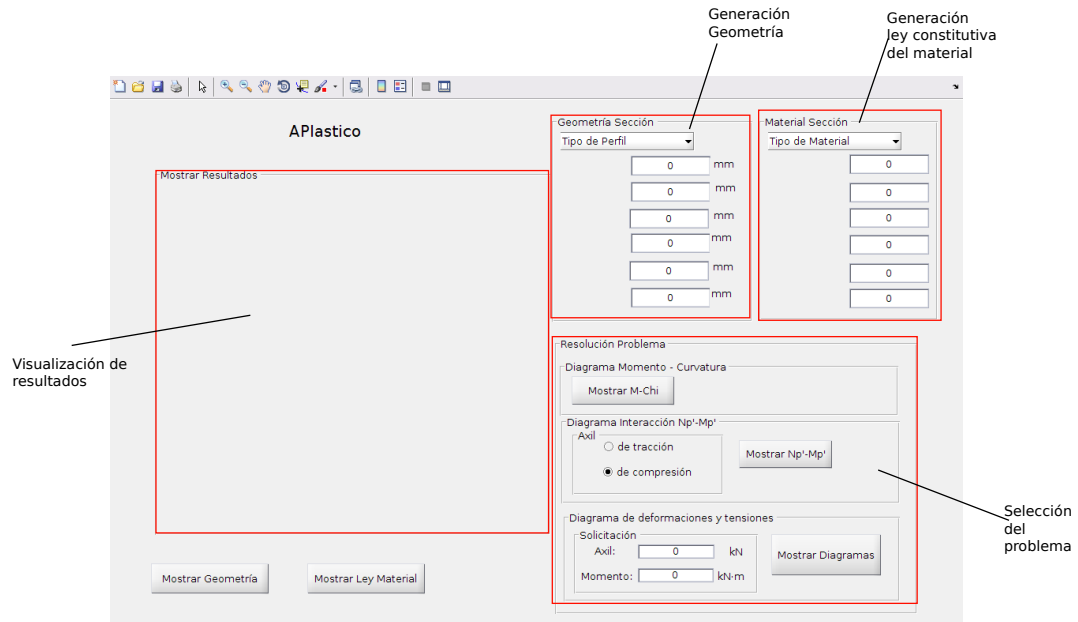 Generación
Geometría
Generación
ley constitutiva
del material
APlastico
Geometría Sección
Tipo de Perfil
0 mm
0 mm
0 mm
0 mm
0 mm
0 mm
Material Sección
Tipo de Material
0
0
0
0
0
0
Mostrar Resultados
Visualización de
resultados
Resolución Problema
Diagrama Momento - Curvatura
Mostrar M-Chi
Diagrama Interacción Np'-Mp'
Axil
de tracción
de compresión
Mostrar Np'-Mp'
Diagrama de deformaciones y tensiones
Solicitación
Axil: 0 kN
Momento: 0 kN·m
Mostrar Diagramas
Selección
del
problema
Mostrar Geometría
Mostrar Ley Material